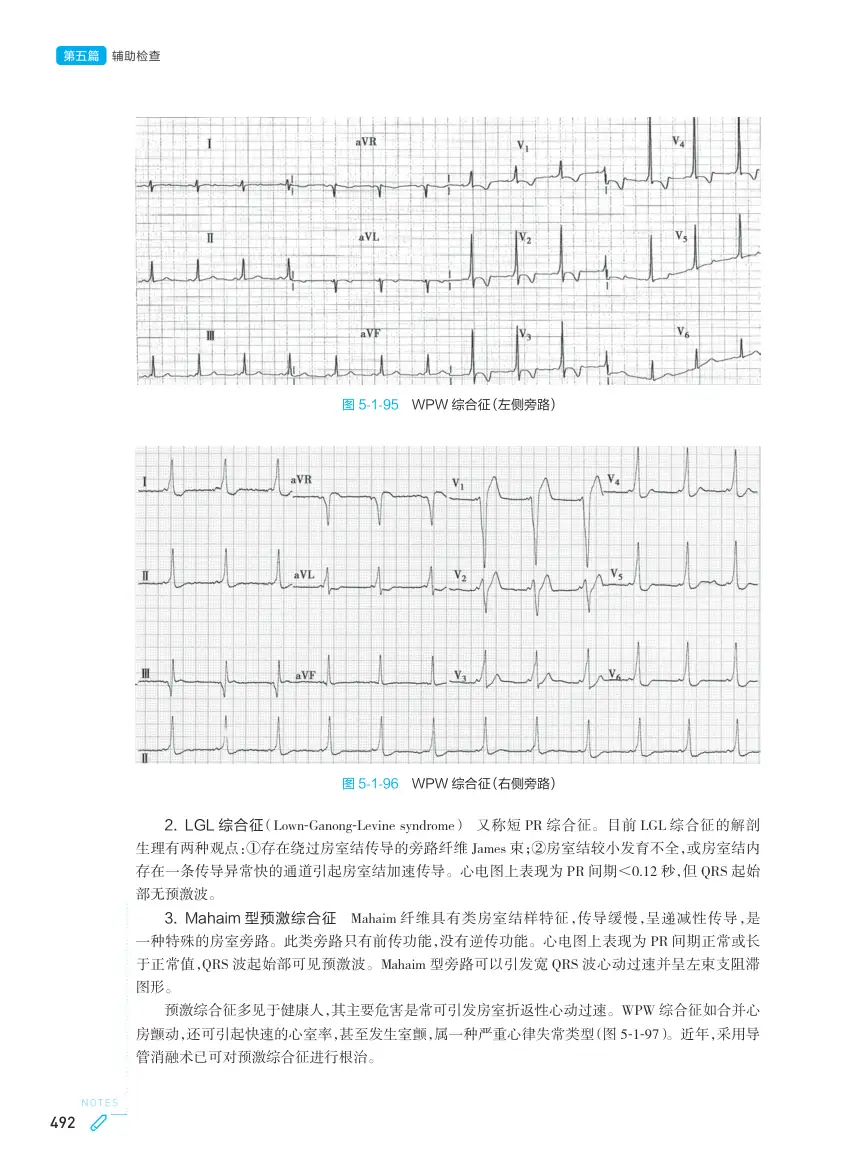 第五篇 辅助检查
I aVR V1 V4
II aVL V2 V5
III aVF V3 V6
图 5-1-95 WPW 综合征(左侧旁路)
I aVR V1 V4
II aVL V2 V5
III aVF V3 V6
II
图 5-1-96 WPW 综合征(右侧旁路)
2. LGL 综合征(Lown-Ganong-Levine syndrome) 又称短 PR 综合征。目前 LGL 综合征的解剖
生理有两种观点:①存在绕过房室结传导的旁路纤维 James 束;②房室结较小发育不全,或房室结内
存在一条传导异常快的通道引起房室结加速传导。心电图上表现为 PR 间期<0.12 秒,但 QRS 起始
部无预激波。
3. Mahaim 型预激综合征 Mahaim 纤维具有类房室结样特征,传导缓慢,呈递减性传导,是
一种特殊的房室旁路。此类旁路只有前传功能,没有逆传功能。心电图上表现为 PR 间期正常或长
于正常值,QRS 波起始部可见预激波。Mahaim 型旁路可以引发宽 QRS 波心动过速并呈左束支阻滞
图形。
预激综合征多见于健康人,其主要危害是常可引发房室折返性心动过速。WPW 综合征如合并心
房颤动,还可引起快速的心室率,甚至发生室颤,属一种严重心律失常类型(图 5-1-97)。近年,采用导
管消融术已可对预激综合征进行根治。
NOTES
492